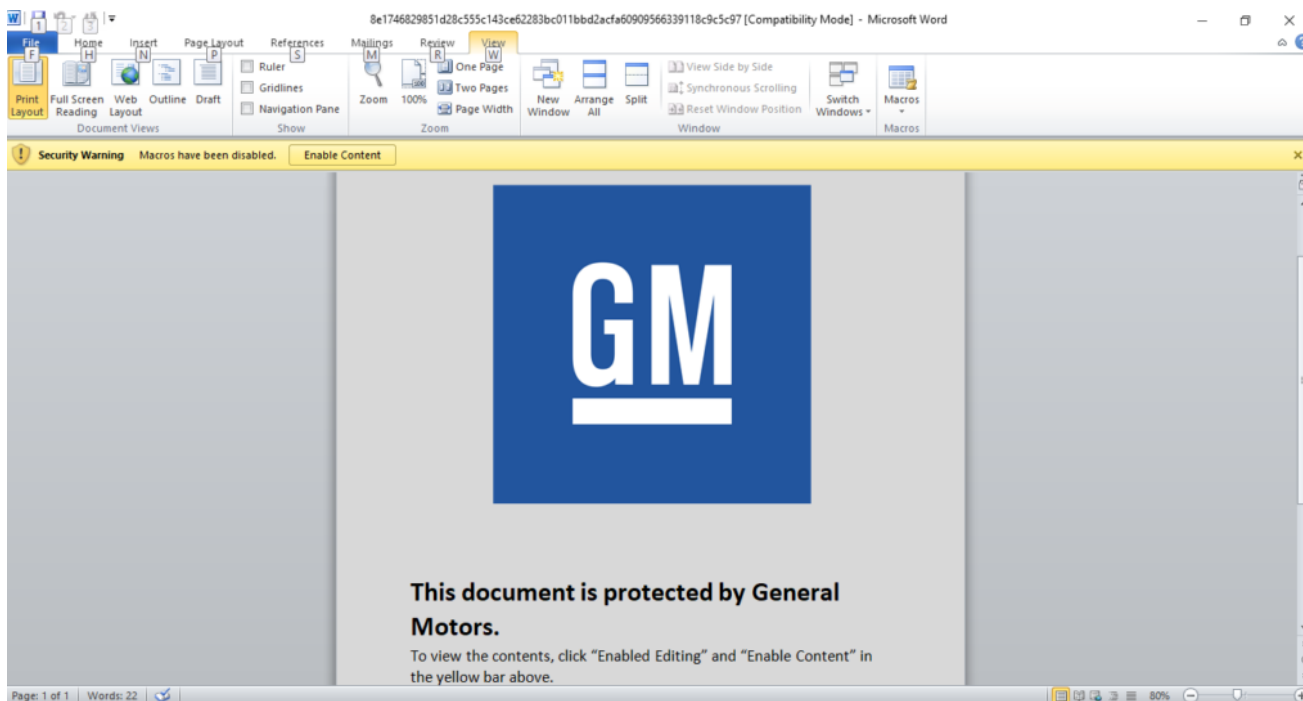 8e1746829851d28c555c143ce62283bc011bbd2acfa60909566339118c9c5c97 [Compatibility Mode] - Microsoft Word
W 1 2 3
File Home Insert Page Layout References Mailings Review View
F H N P S M R W
Print Layout
Full Screen Reading
Web Layout
Outline
Draft
Document Views
Ruler
Gridlines
Navigation Pane
Show
Zoom
100%
One Page
Two Pages
Page Width
Zoom
New Window
Arrange All
Split
View Side by Side
Synchronous Scrolling
Reset Window Position
Switch Windows
Window
Macros
Macros
Security Warning Macros have been disabled. Enable Content
GM
This document is protected by General
Motors.
To view the contents, click “Enabled Editing” and “Enable Content” in
the yellow bar above.
Page: 1 of 1 Words: 22 80%